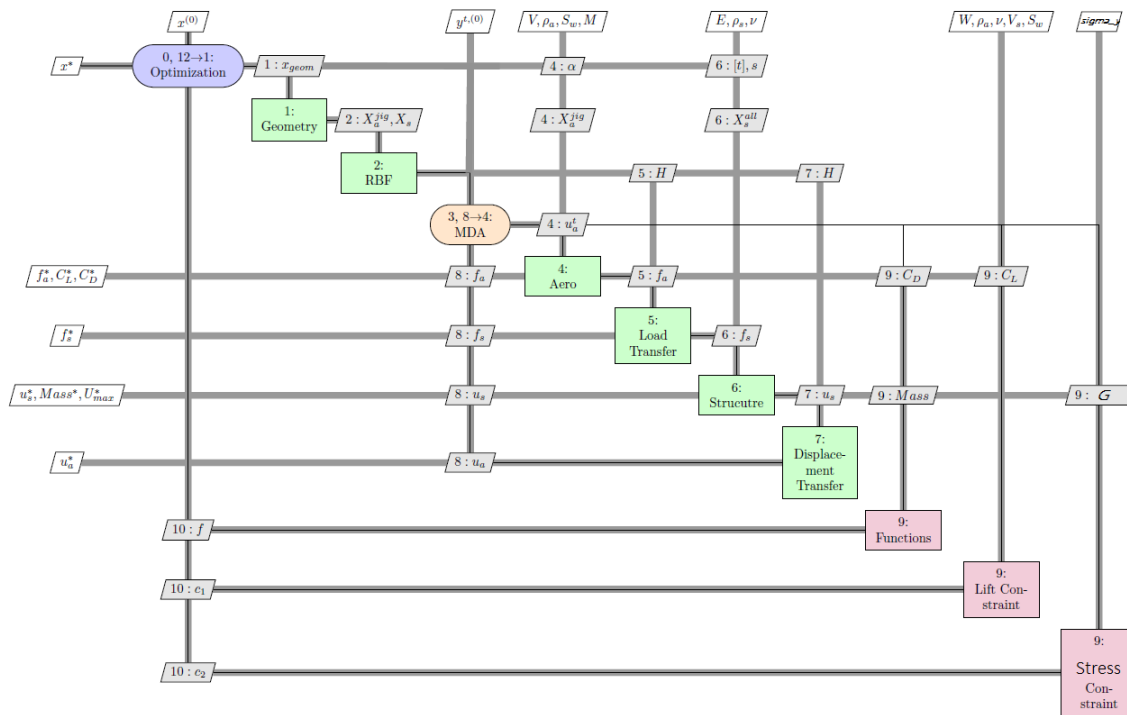 x^{(0)}
y^{t,(0)}
V, ρ_a, S_w, M
E, ρ_s, ν
W, ρ_a, ν, V_s, S_w
sigma_y
x^*
0, 12→1:
Optimization
1 : x_{geom}
4 : α
6 : [t], s
1:
Geometry
2 : X_a^{jig}, X_s
4 : X_a^{jig}
6 : X_s^{all}
2:
RBF
5 : H
7 : H
3, 8→4:
MDA
4 : u_a^t
f_a^*, C_L^*, C_D^*
8 : f_a
4:
Aero
5 : f_a
9 : C_D
9 : C_L
f_s^*
8 : f_s
5:
Load
Transfer
6 : f_s
u_s^*, Mass^*, U_{max}^*
8 : u_s
6:
Strucutre
7 : u_s
9 : Mass
9 : G
u_a^*
8 : u_a
7:
Displace-
ment
Transfer
10 : f
9:
Functions
10 : c_1
9:
Lift Con-
straint
10 : c_2
9:
Stress
Con-
straint